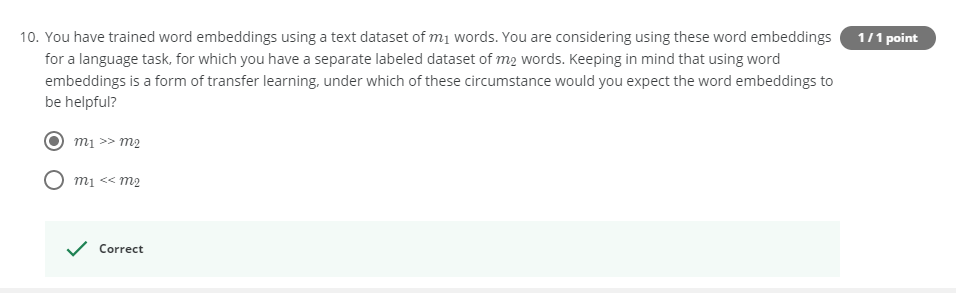 10. You have trained word embeddings using a text dataset of m₁ words. You are considering using these word embeddings
1 / 1 point
for a language task, for which you have a separate labeled dataset of m₂ words. Keeping in mind that using word
embeddings is a form of transfer learning, under which of these circumstance would you expect the word embeddings to
be helpful?
m₁ >> m₂
m₁ << m₂
Correct